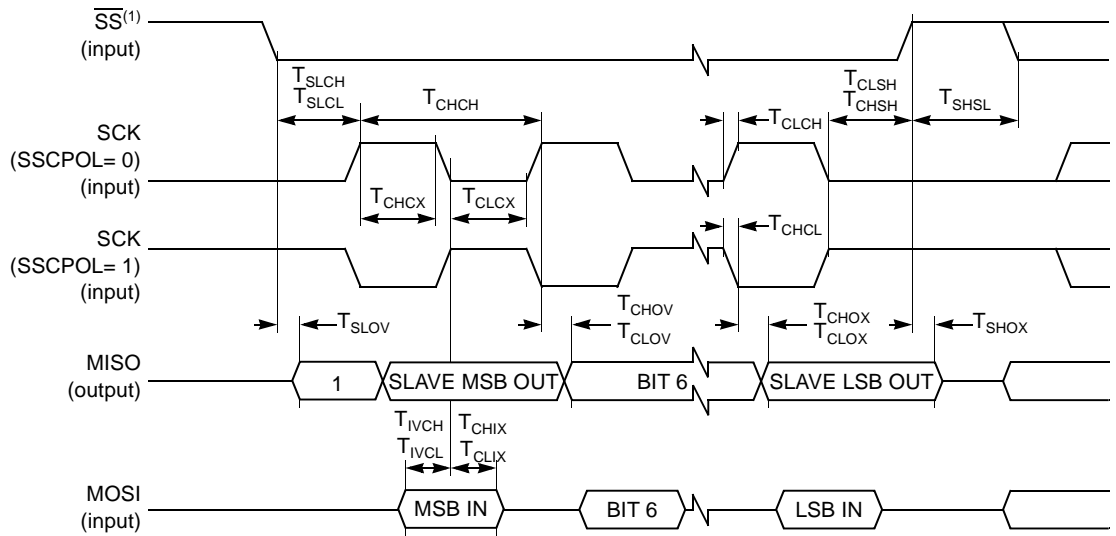 SS(1)
(input)
TSLCH
TSLCL
TCHCH
TCLCH
TCLSH
TCHSH
TSHSL
SCK
(SSCPOL= 0)
(input)
TCHCX
TCLCX
TCHCL
SCK
(SSCPOL= 1)
(input)
TSLOV
TCHOV
TCLOV
TCHOX
TCLOX
TSHOX
MISO
(output)
1
SLAVE MSB OUT
BIT 6
SLAVE LSB OUT
TIVCH
TIVCL
TCHIX
TCLIX
MOSI
(input)
MSB IN
BIT 6
LSB IN